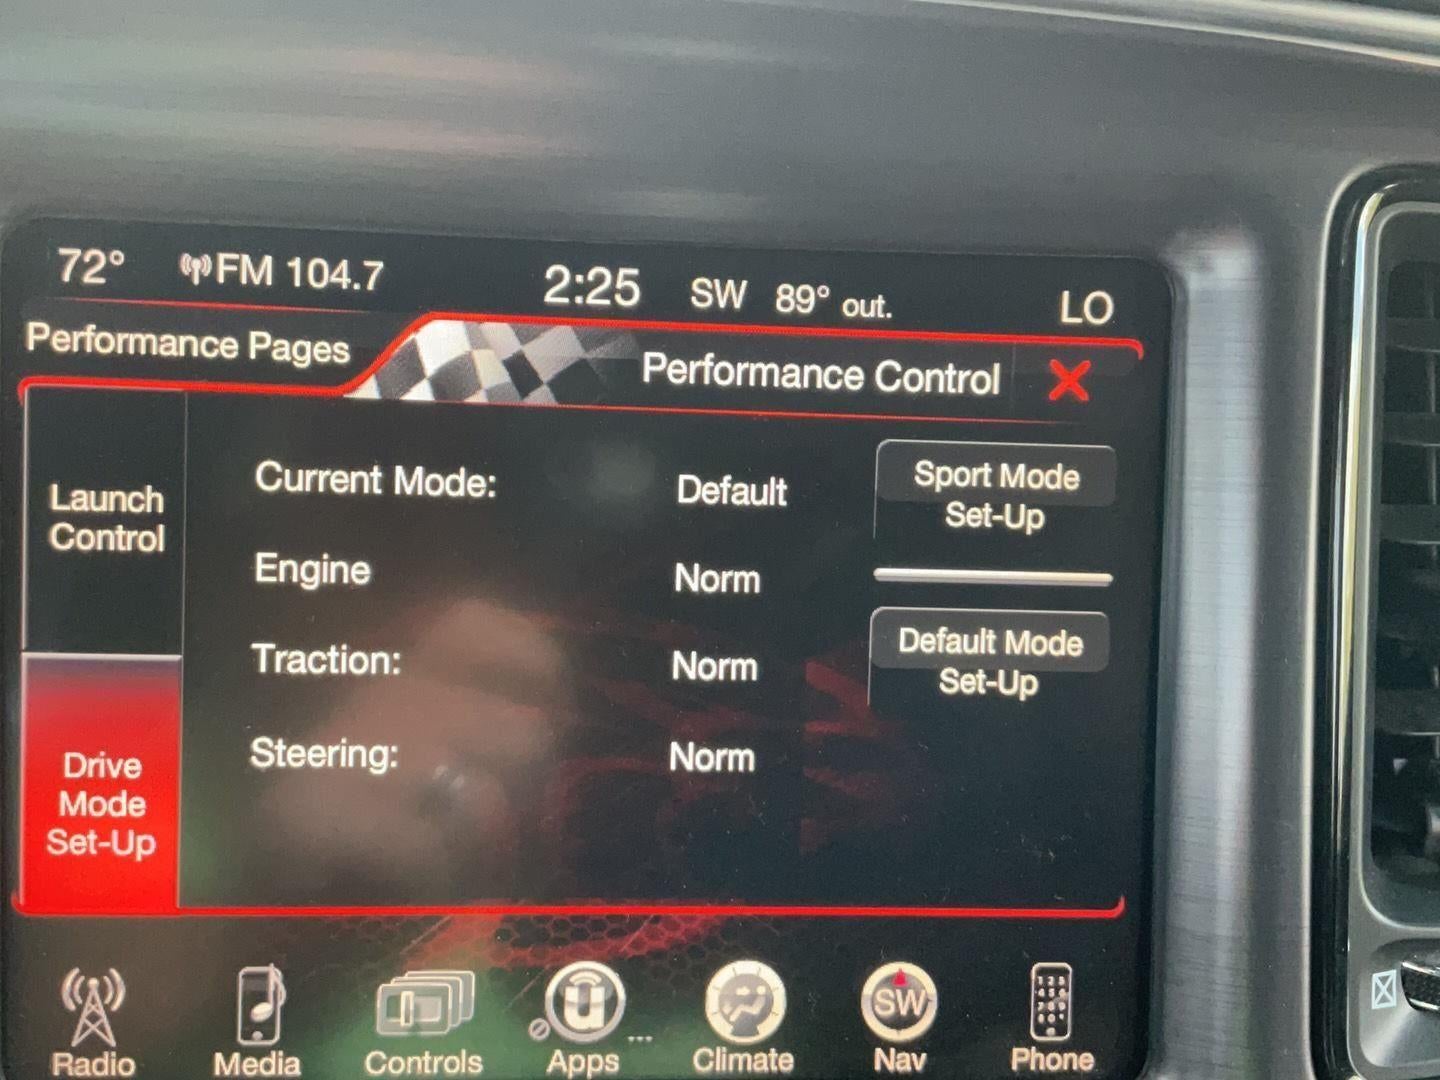 72° FM 104.7 2:25 SW 89° out. LO
Performance Pages
Performance Control
Launch
Control
Drive
Mode
Set-Up
Current Mode: Default
Engine Norm
Traction: Norm
Steering: Norm
Sport Mode
Set-Up
Default Mode
Set-Up
SW
Radio Media Controls Apps ... Climate Nav Phone